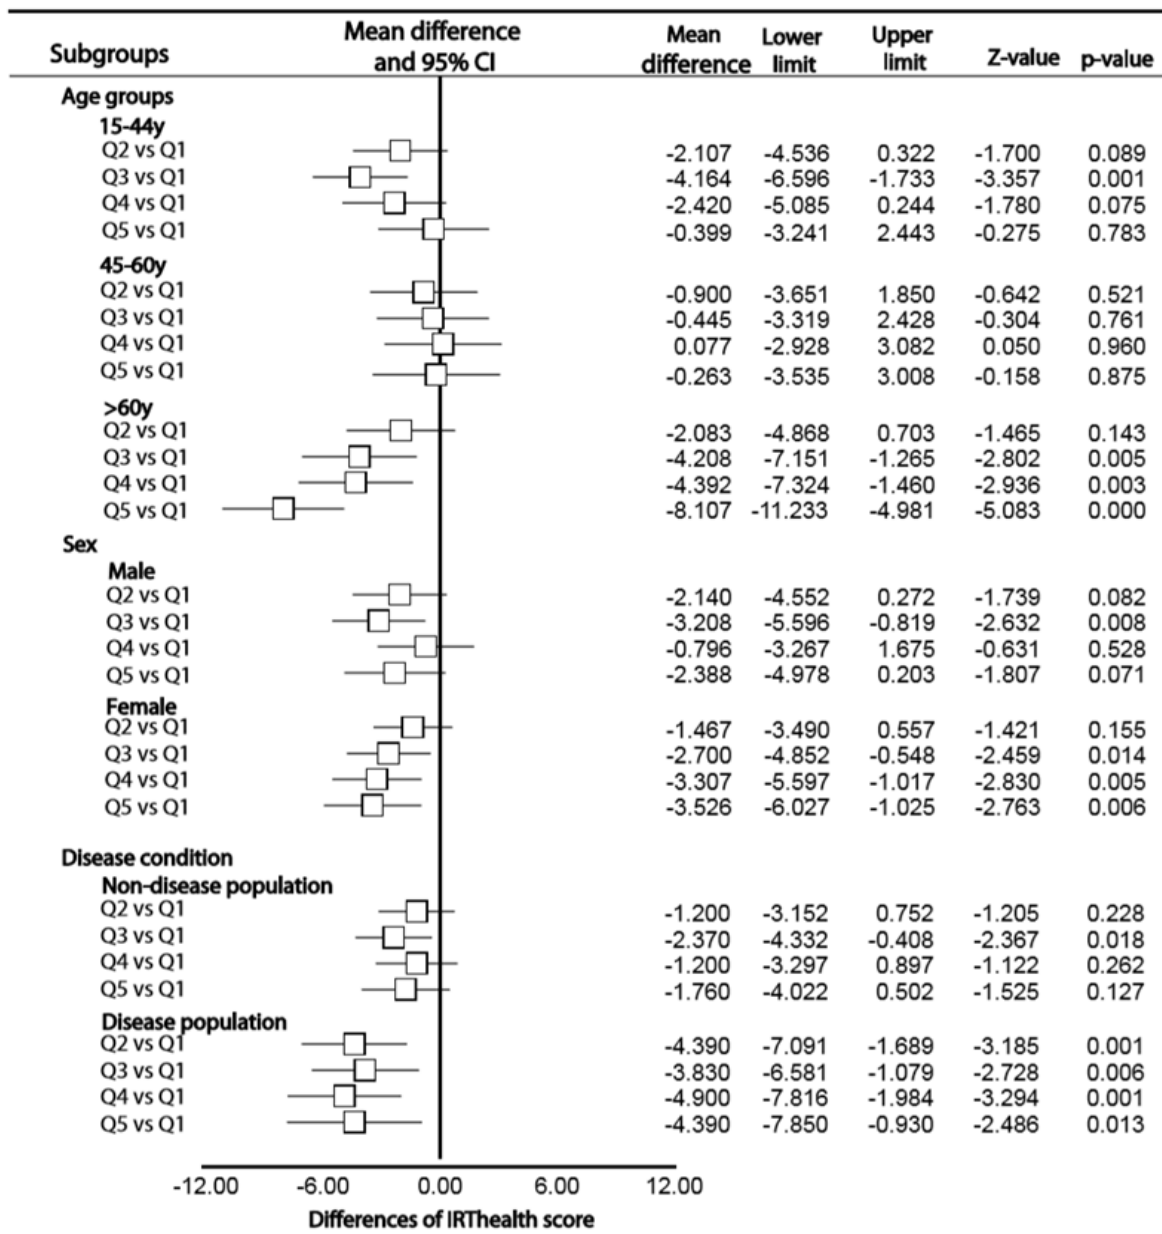 Subgroups Mean difference and 95% CI Mean difference Lower limit Upper limit Z-value p-value
Age groups
15-44y
Q2 vs Q1 -2.107 -4.536 0.322 -1.700 0.089
Q3 vs Q1 -4.164 -6.596 -1.733 -3.357 0.001
Q4 vs Q1 -2.420 -5.085 0.244 -1.780 0.075
Q5 vs Q1 -0.399 -3.241 2.443 -0.275 0.783
45-60y
Q2 vs Q1 -0.900 -3.651 1.850 -0.642 0.521
Q3 vs Q1 -0.445 -3.319 2.428 -0.304 0.761
Q4 vs Q1 0.077 -2.928 3.082 0.050 0.960
Q5 vs Q1 -0.263 -3.535 3.008 -0.158 0.875
>60y
Q2 vs Q1 -2.083 -4.868 0.703 -1.465 0.143
Q3 vs Q1 -4.208 -7.151 -1.265 -2.802 0.005
Q4 vs Q1 -4.392 -7.324 -1.460 -2.936 0.003
Q5 vs Q1 -8.107 -11.233 -4.981 -5.083 0.000
Sex
Male
Q2 vs Q1 -2.140 -4.552 0.272 -1.739 0.082
Q3 vs Q1 -3.208 -5.596 -0.819 -2.632 0.008
Q4 vs Q1 -0.796 -3.267 1.675 -0.631 0.528
Q5 vs Q1 -2.388 -4.978 0.203 -1.807 0.071
Female
Q2 vs Q1 -1.467 -3.490 0.557 -1.421 0.155
Q3 vs Q1 -2.700 -4.852 -0.548 -2.459 0.014
Q4 vs Q1 -3.307 -5.597 -1.017 -2.830 0.005
Q5 vs Q1 -3.526 -6.027 -1.025 -2.763 0.006
Disease condition
Non-disease population
Q2 vs Q1 -1.200 -3.152 0.752 -1.205 0.228
Q3 vs Q1 -2.370 -4.332 -0.408 -2.367 0.018
Q4 vs Q1 -1.200 -3.297 0.897 -1.122 0.262
Q5 vs Q1 -1.760 -4.022 0.502 -1.525 0.127
Disease population
Q2 vs Q1 -4.390 -7.091 -1.689 -3.185 0.001
Q3 vs Q1 -3.830 -6.581 -1.079 -2.728 0.006
Q4 vs Q1 -4.900 -7.816 -1.984 -3.294 0.001
Q5 vs Q1 -4.390 -7.850 -0.930 -2.486 0.013
-12.00 -6.00 0.00 6.00 12.00
Differences of IRThealth score